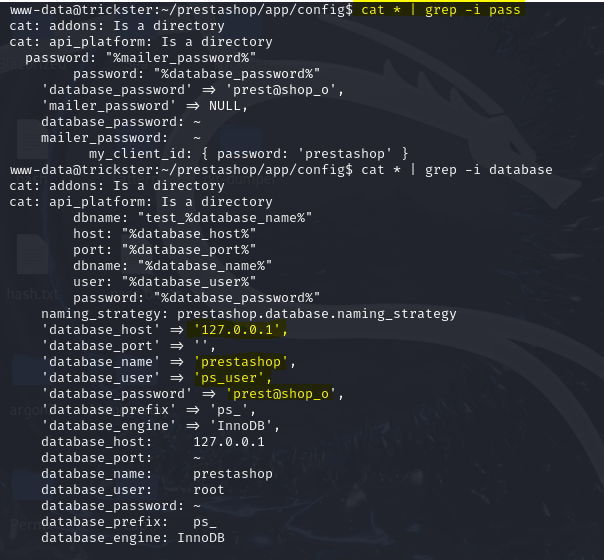 www-data@trickster:~/prestashop/app/config$ cat * | grep -i pass
cat: addons: Is a directory
cat: api_platform: Is a directory
  password: "%mailer_password%"
        password: "%database_password%"
    'database_password' => 'prest@shop_o',
    'mailer_password' => NULL,
    database_password: ~
    mailer_password:   ~
          my_client_id: { password: 'prestashop' }
www-data@trickster:~/prestashop/app/config$ cat * | grep -i database
cat: addons: Is a directory
cat: api_platform: Is a directory
        dbname: "test_%database_name%"
        host: "%database_host%"
        port: "%database_port%"
        dbname: "%database_name%"
        user: "%database_user%"
        password: "%database_password%"
    naming_strategy: prestashop.database.naming_strategy
    'database_host' => '127.0.0.1',
    'database_port' => '',
    'database_name' => 'prestashop',
    'database_user' => 'ps_user',
    'database_password' => 'prest@shop_o',
    'database_prefix' => 'ps_',
    'database_engine' => 'InnoDB',
    database_host:     127.0.0.1
    database_port:     ~
    database_name:     prestashop
    database_user:     root
    database_password: ~
    database_prefix:   ps_
    database_engine: InnoDB
hash.txt